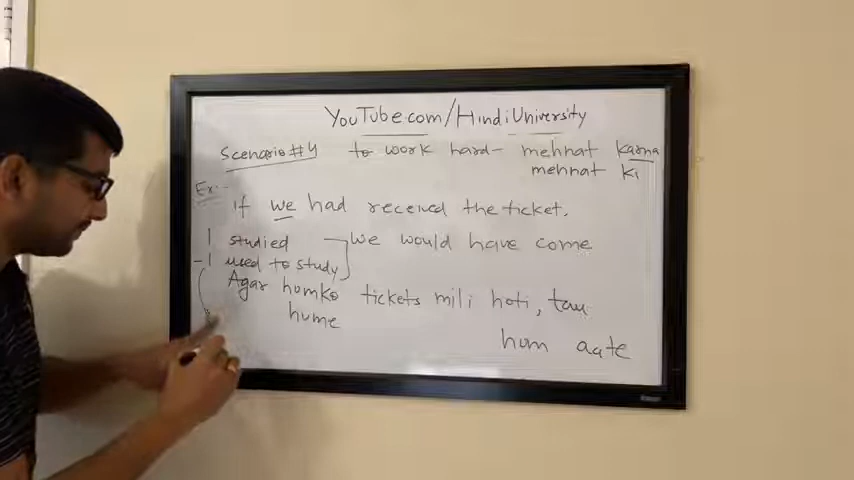 YouTube.com/HindiUniversity
Scenario #4 to work hard - mehnat karna
mehnat ki
Ex:-
if we had received the ticket,
I studied we would have come
- I used to study
Agar humko tickets mili hoti, tau
hume
hum aate